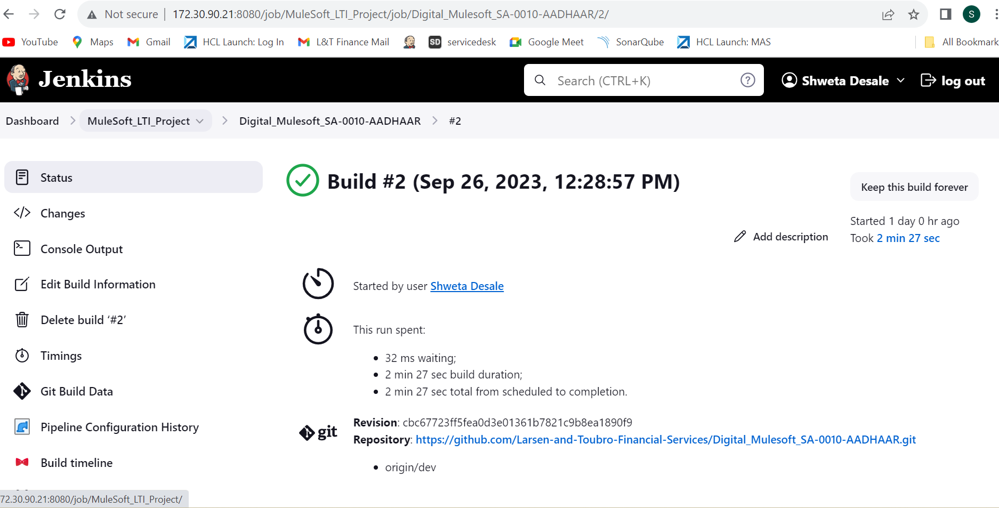 Not secure | 172.30.90.21:8080/job/MuleSoft_LTI_Project/job/Digital_Mulesoft_SA-0010-AADHAAR/2/
S
YouTube Maps Gmail HCL Launch: Log In L&T Finance Mail SD servicedesk Google Meet SonarQube HCL Launch: MAS All Bookmark
Jenkins Search (CTRL+K) ? Shweta Desale log out
Dashboard MuleSoft_LTI_Project Digital_Mulesoft_SA-0010-AADHAAR #2
Status
Changes
Console Output
Edit Build Information
Delete build ‘#2’
Timings
Git Build Data
Pipeline Configuration History
Build timeline
Build #2 (Sep 26, 2023, 12:28:57 PM)
Keep this build forever
Add description
Started 1 day 0 hr ago
Took 2 min 27 sec
Started by user Shweta Desale
This run spent:
• 32 ms waiting;
• 2 min 27 sec build duration;
• 2 min 27 sec total from scheduled to completion.
git
Revision: cbc67723ff5fea0d3e01361b7821c9b8ea1890f9
Repository: https://github.com/Larsen-and-Toubro-Financial-Services/Digital_Mulesoft_SA-0010-AADHAAR.git
• origin/dev
72.30.90.21:8080/job/MuleSoft_LTI_Project/